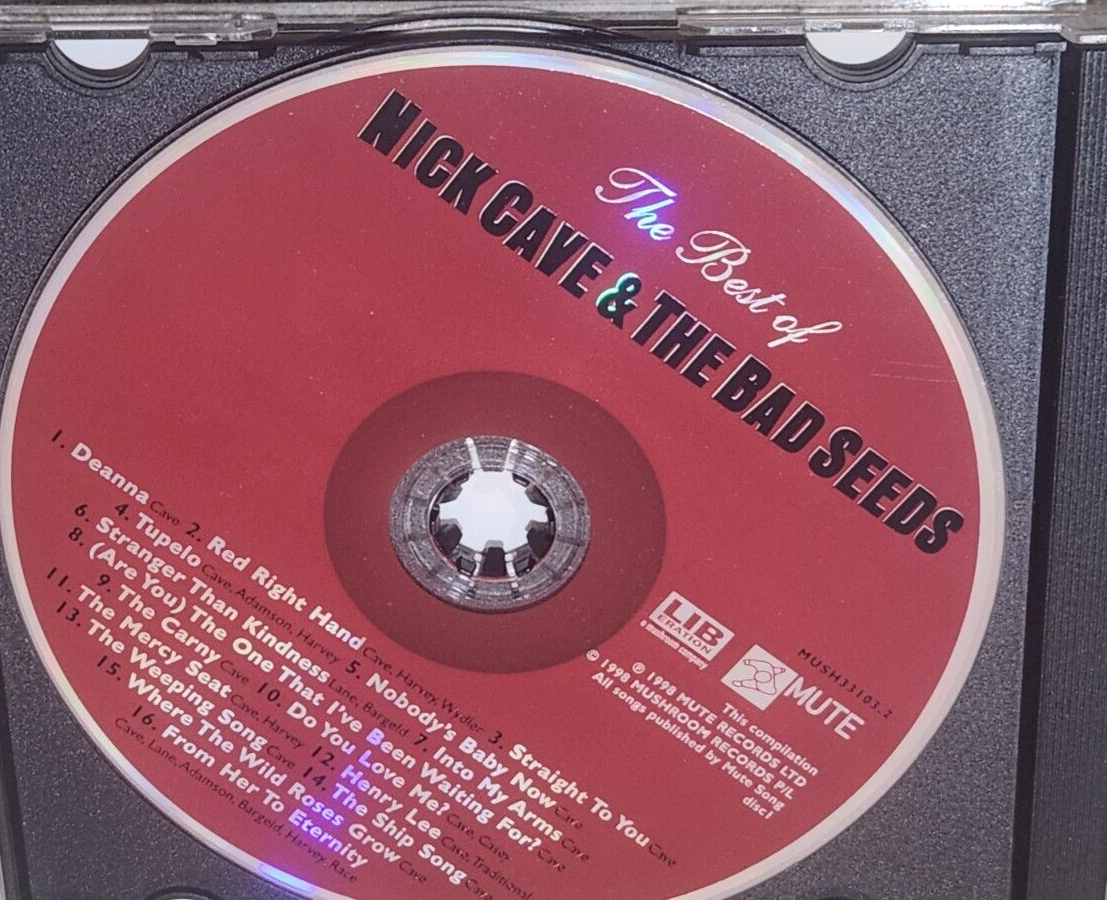 The Best of
NICK CAVE & THE BAD SEEDS
1. Deanna Cave 2. Red Right Hand Cave, Harvey, Wydler 3. Straight To You Cave
4. Tupelo Cave, Adamson, Harvey 5. Nobody's Baby Now Cave
6. Stranger Than Kindness Lane, Bargeld 7. Into My Arms Cave
8. (Are You) The One That I've Been Waiting For? Cave
9. The Carny Cave 10. Do You Love Me? Cave, Casey
11. The Mercy Seat Cave, Harvey 12. Henry Lee Cave, Traditional
13. The Weeping Song Cave 14. The Ship Song Cave
15. Where The Wild Roses Grow Cave
16. From Her To Eternity
Cave, Lane, Adamson, Bargeld, Harvey, Race
LIB
ERATION
a mushroom company
MUTE
MUSH33103.2
This compilation
℗ 1998 MUTE RECORDS LTD
© 1998 MUSHROOM RECORDS P/L
All songs published by Mute Song
disc1